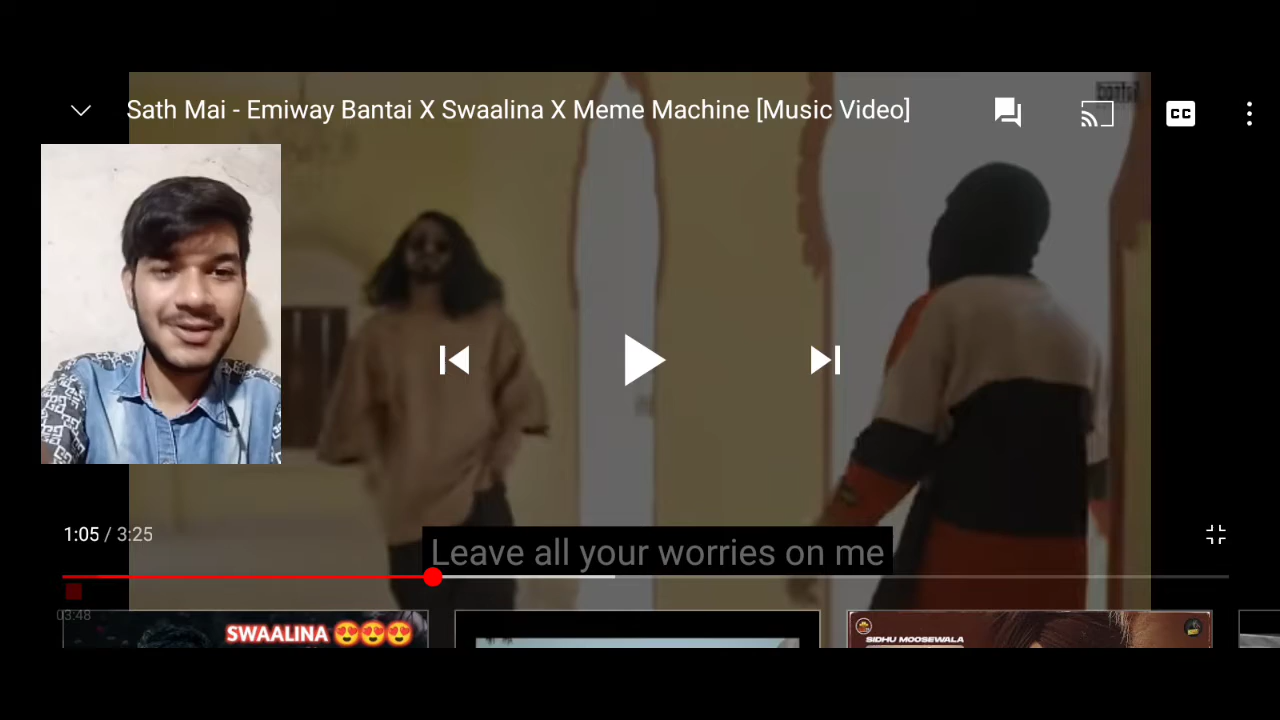 Sath Mai - Emiway Bantai X Swaalina X Meme Machine [Music Video]
CC
1:05 / 3:25
Leave all your worries on me
03:48
SWAALINA 😍😍😍
SIDHU MOOSEWALA